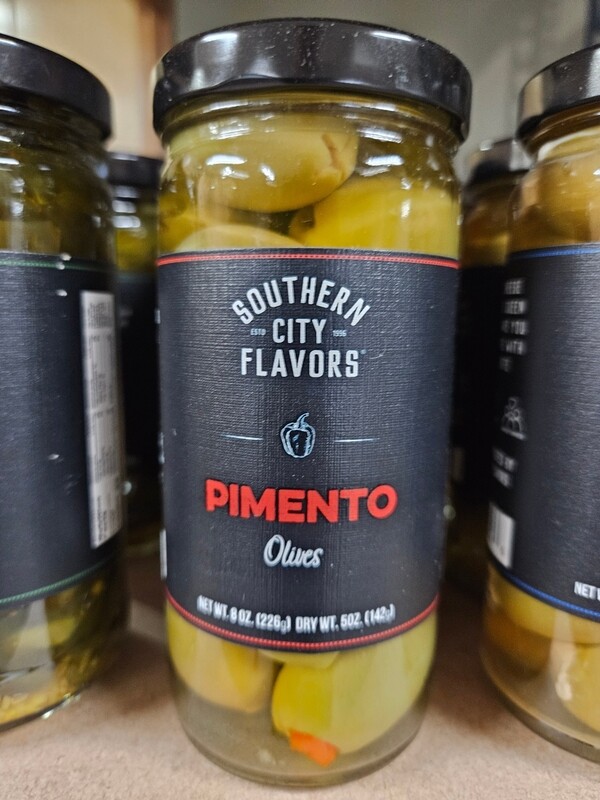 SOUTHERN
ESTD CITY 1996
FLAVORS
PIMENTO
Olives
NET WT. 8 OZ. (226g) DRY WT. 5OZ. (142g)